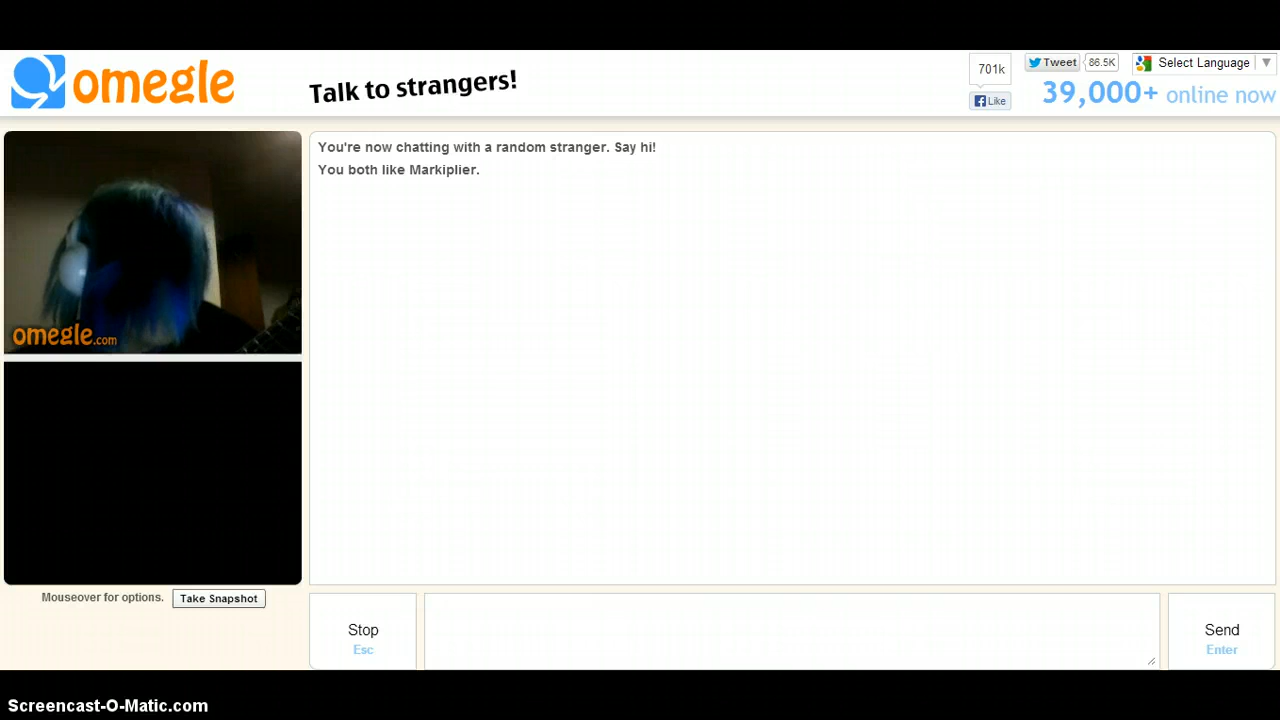 omegle
Talk to strangers!
701k
Like
Tweet
86.5K
Select Language
39,000+ online now
You're now chatting with a random stranger. Say hi!
You both like Markiplier.
omegle.com
Mouseover for options.
Take Snapshot
Stop
Esc
Send
Enter
Screencast-O-Matic.com